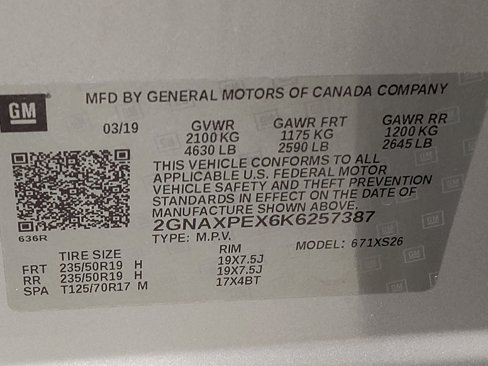 GM
MFD BY GENERAL MOTORS OF CANADA COMPANY
03/19 GVWR GAWR FRT GAWR RR
2100 KG 1175 KG 1200 KG
4630 LB 2590 LB 2645 LB
THIS VEHICLE CONFORMS TO ALL
APPLICABLE U.S. FEDERAL MOTOR
VEHICLE SAFETY AND THEFT PREVENTION
STANDARDS IN EFFECT ON THE DATE OF
MANUFACTURE SHOWN ABOVE.
2GNAXPEX6K6257387
636R
TYPE: M.P.V. MODEL: 671XS26
TIRE SIZE RIM
FRT 235/50R19 H 19X7.5J
RR 235/50R19 H 19X7.5J
SPA T125/70R17 M 17X4BT